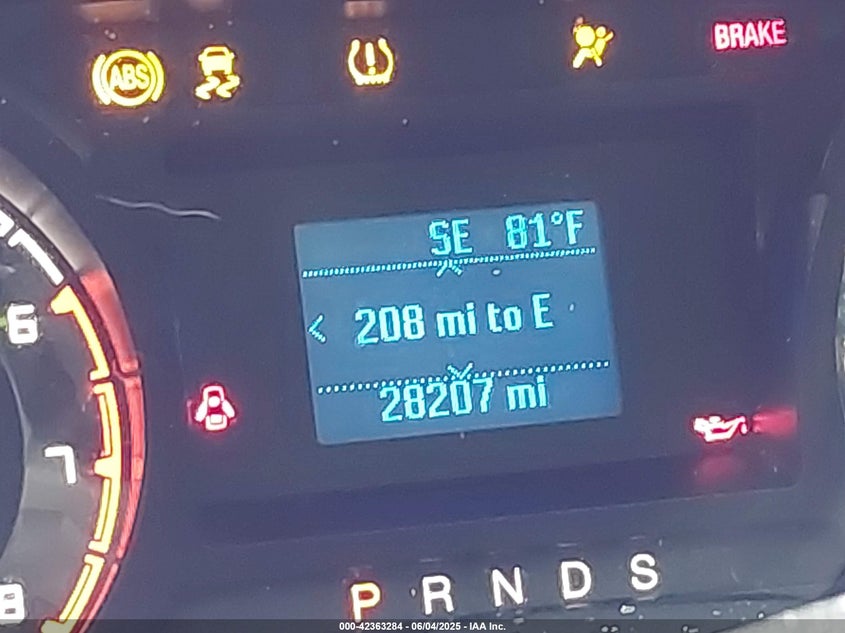 BRAKE
ABS
SE 81°F
< 208 mi to E
28207 mi
6
7
8
P R N D S
000-42363284 - 06/04/2025 - IAA Inc.